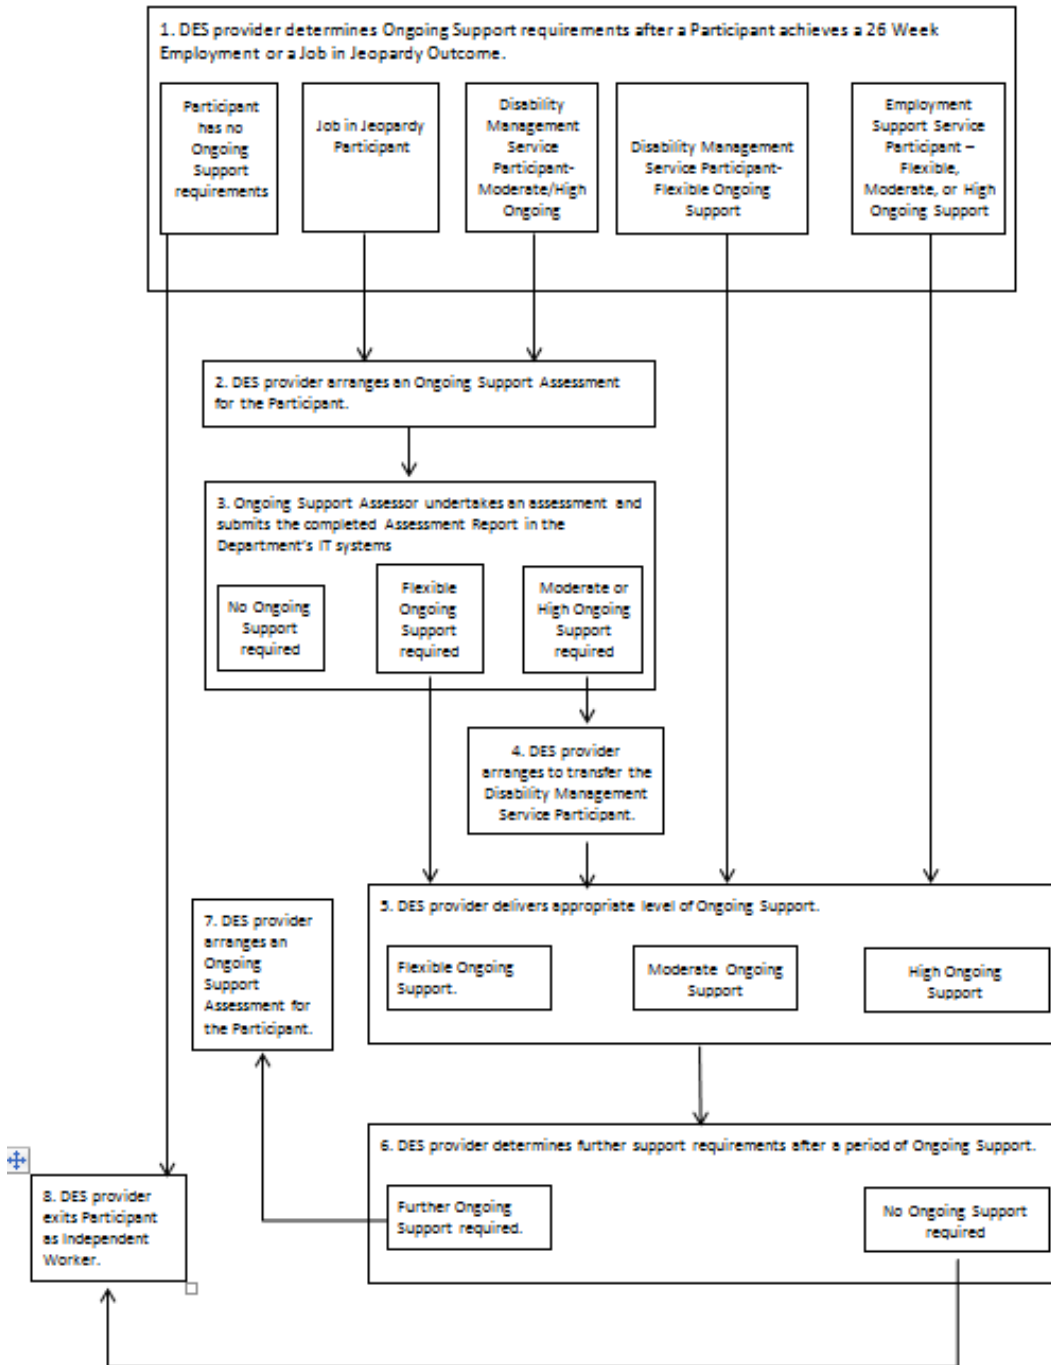 1. DES provider determines Ongoing Support requirements after a Participant achieves a 26 Week
Employment or a Job in Jeopardy Outcome.
Participant
has no
Ongoing
Support
requirements
Job in Jeopardy
Participant
Disability
Management
Service
Participant-
Moderate/High
Ongoing
Disability Management
Service Participant-
Flexible Ongoing
Support
Employment
Support Service
Participant –
Flexible,
Moderate, or High
Ongoing Support
2. DES provider arranges an Ongoing Support Assessment
for the Participant.
3. Ongoing Support Assessor undertakes an assessment and
submits the completed Assessment Report in the
Department's IT systems
No Ongoing
Support
required
Flexible
Ongoing
Support
required
Moderate or
High Ongoing
Support
required
4. DES provider
arranges to transfer the
Disability Management
Service Participant.
5. DES provider delivers appropriate level of Ongoing Support.
Flexible Ongoing
Support.
Moderate Ongoing
Support
High Ongoing
Support
7. DES provider
arranges an
Ongoing
Support
Assessment for
the Participant.
6. DES provider determines further support requirements after a period of Ongoing Support.
Further Ongoing
Support required.
No Ongoing Support
required
8. DES provider
exits Participant
as Independent
Worker.